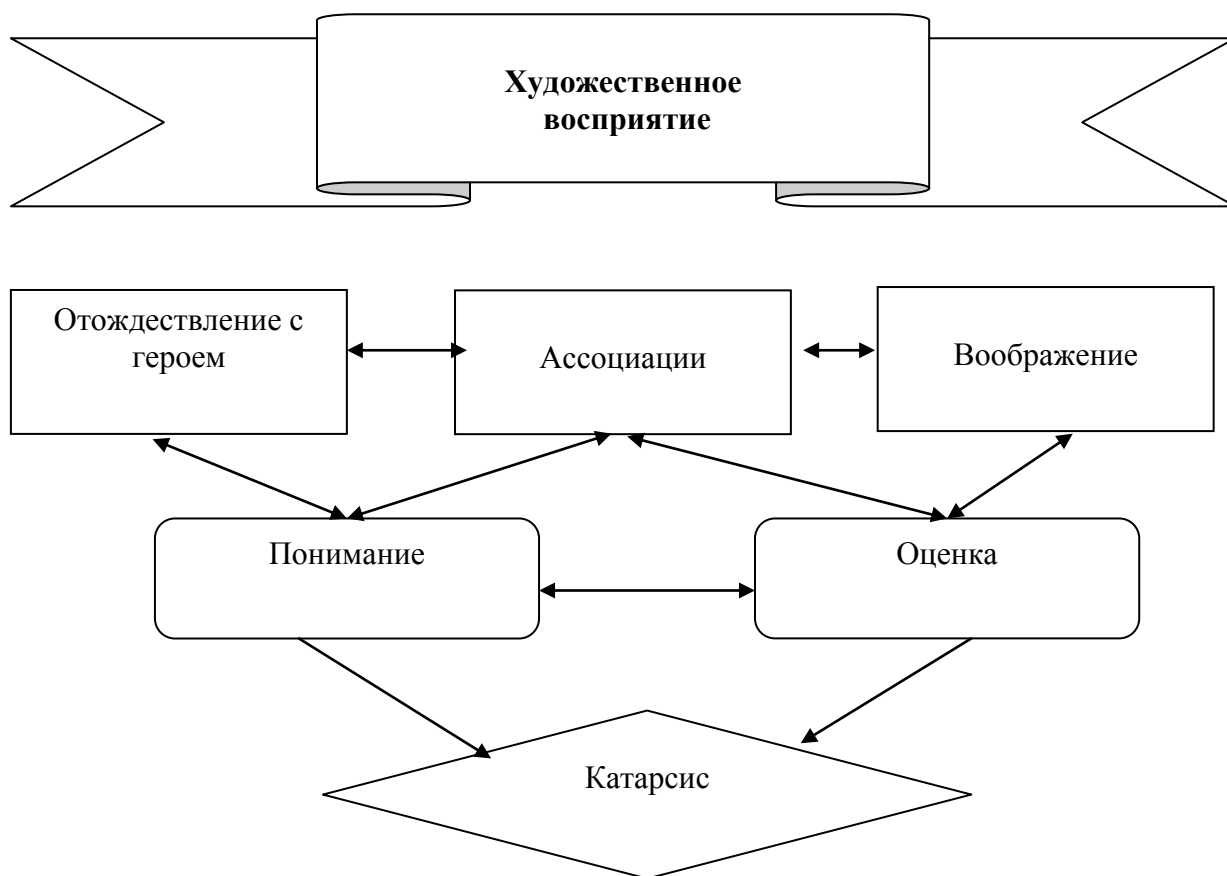 Художественное
восприятие
Отождествление с
героем
Ассоциации
Воображение
Понимание
Оценка
Катарсис